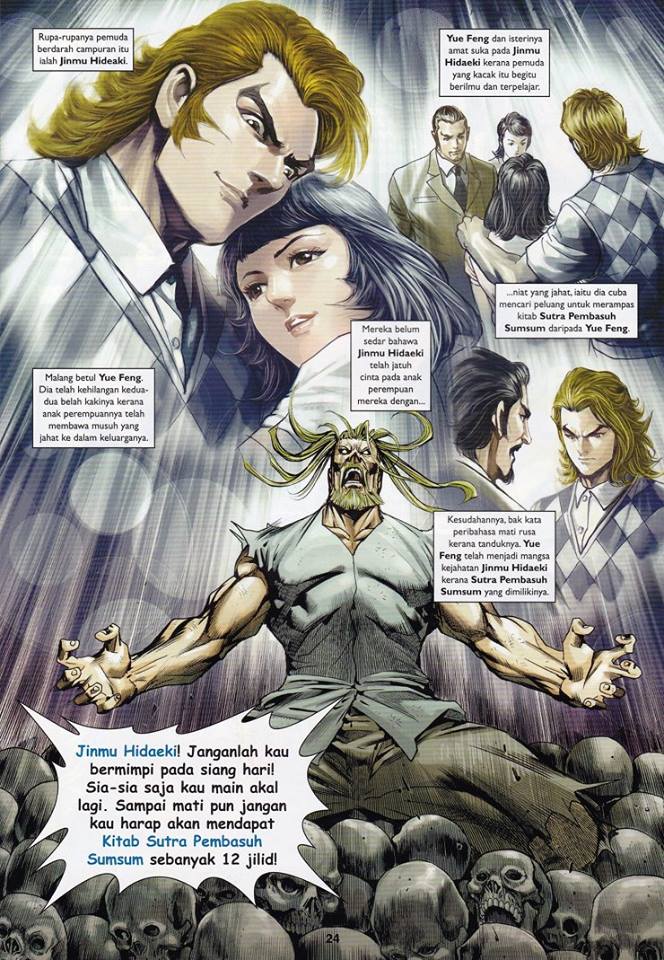 Rupa-rupanya pemuda
berdarah campuran itu
ialah Jinmu Hideaki.
Yue Feng dan isterinya
amat suka pada Jinmu
Hidaeki kerana pemuda
yang kacak itu begitu
berilmu dan terpelajar.
Mereka belum
sedar bahawa
Jinmu Hidaeki
telah jatuh
cinta pada anak
perempuan
mereka dengan...
...niat yang jahat, iaitu dia cuba
mencari peluang untuk merampas
kitab Sutra Pembasuh
Sumsum daripada Yue Feng.
Malang betul Yue Feng.
Dia telah kehilangan kedua-
dua belah kakinya kerana
anak perempuannya telah
membawa musuh yang
jahat ke dalam keluarganya.
Kesudahannya, bak kata
peribahasa mati rusa
kerana tanduknya. Yue
Feng telah menjadi mangsa
kejahatan Jinmu Hidaeki
kerana Sutra Pembasuh
Sumsum yang dimilikinya.
Jinmu Hidaeki! Janganlah kau
bermimpi pada siang hari!
Sia-sia saja kau main akal
lagi. Sampai mati pun jangan
kau harap akan mendapat
Kitab Sutra Pembasuh
Sumsum sebanyak 12 jilid!
24